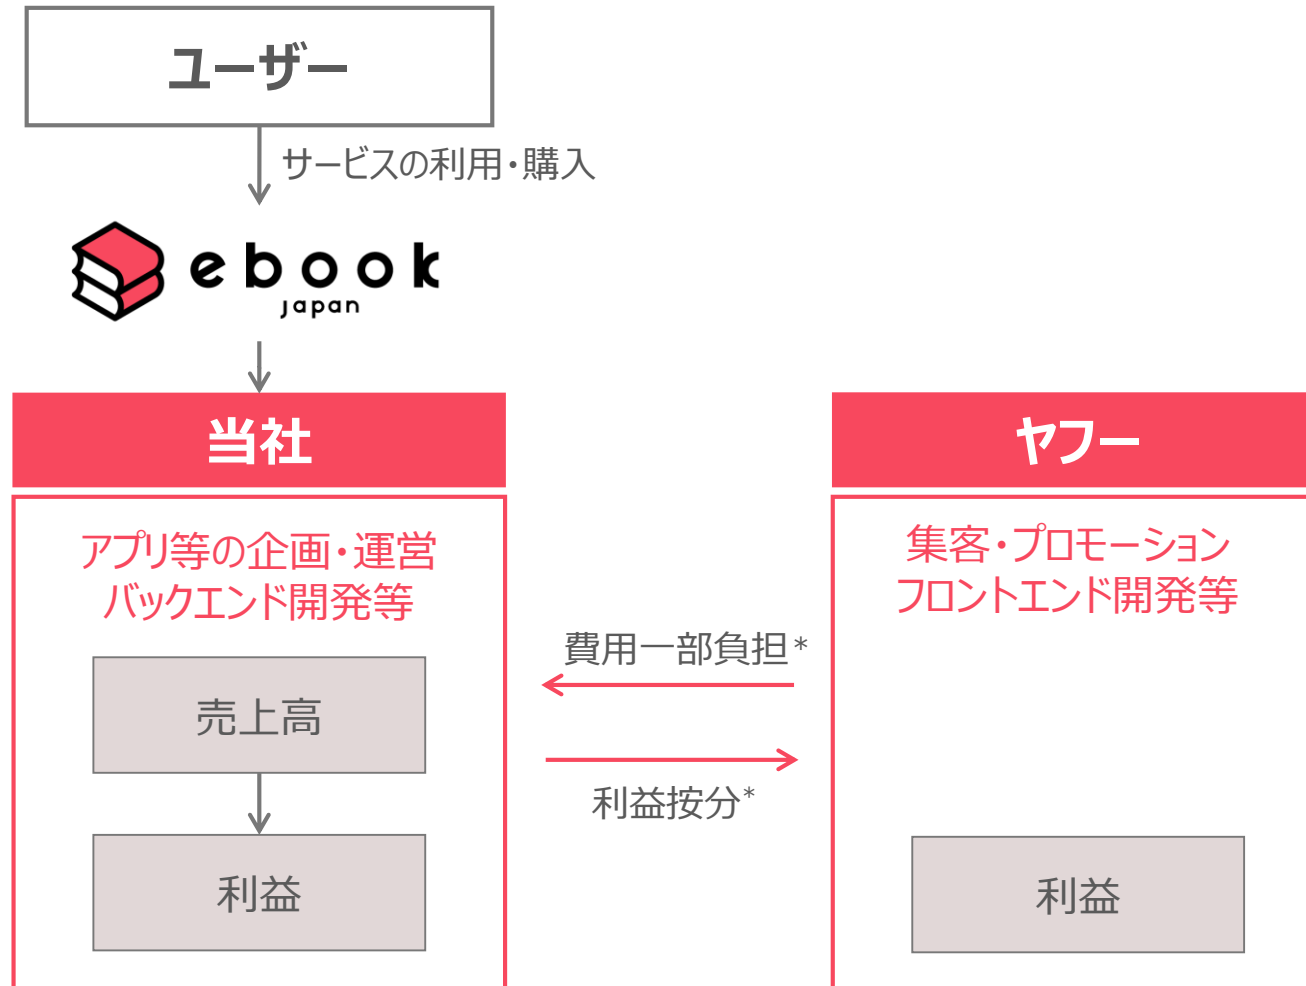 ユーザー
サービスの利用・購入
ebook
japan
当社
ヤフー
アプリ等の企画・運営
バックエンド開発等
集客・プロモーション
フロントエンド開発等
費用一部負担*
売上高
利益按分*
利益
利益